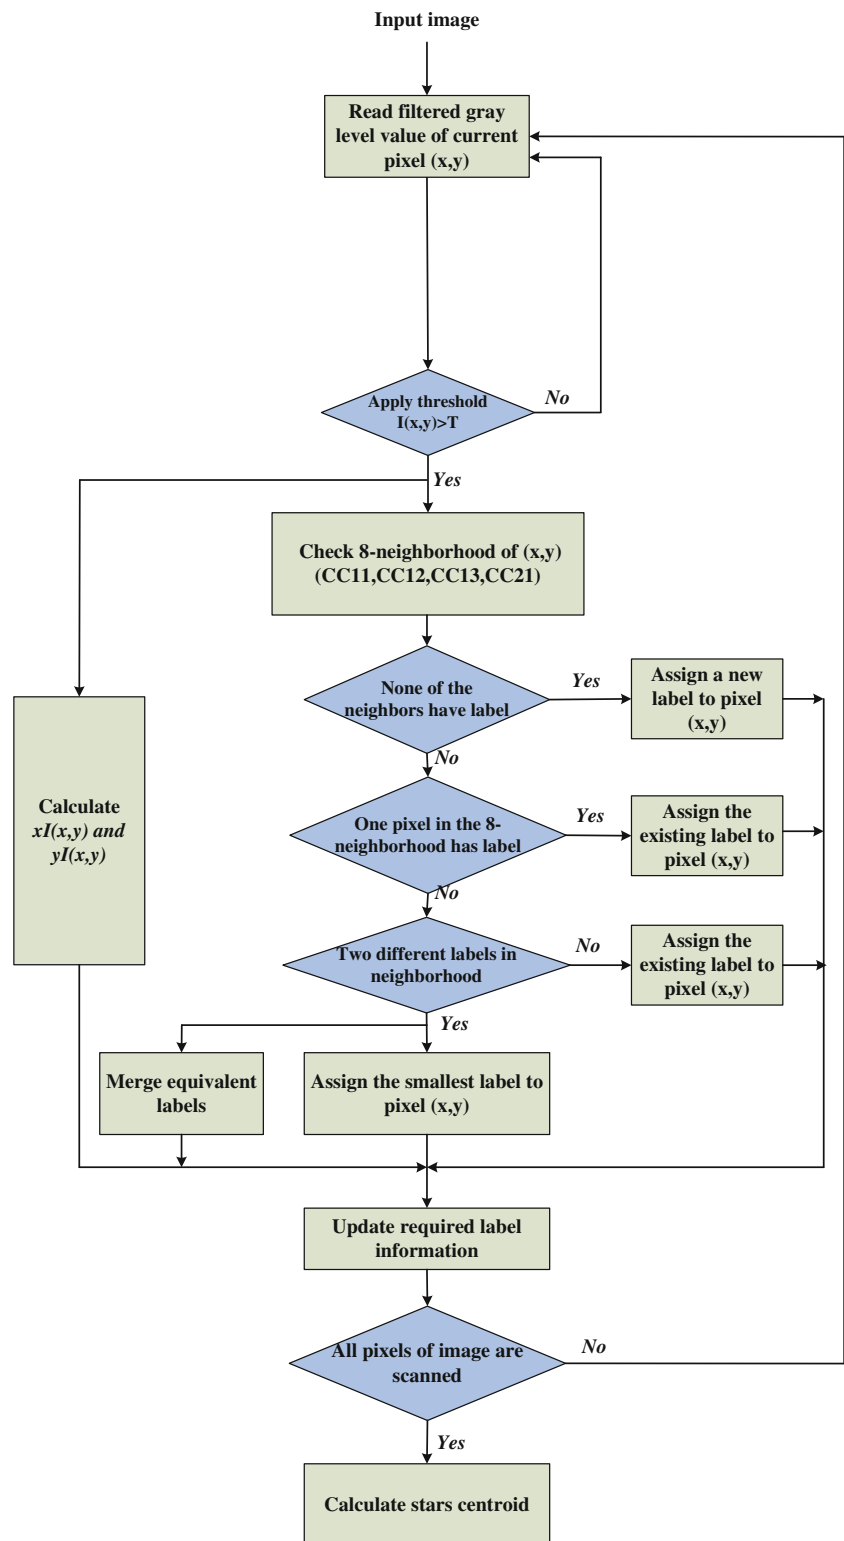 Input image
Read filtered gray
level value of current
pixel (x,y)
Apply threshold
I(x,y)>T
No
Yes
Check 8-neighborhood of (x,y)
(CC11,CC12,CC13,CC21)
None of the
neighbors have label
Yes
Assign a new
label to pixel
(x,y)
No
Calculate
xI(x,y) and
yI(x,y)
One pixel in the 8-
neighborhood has label
Yes
Assign the
existing label to
pixel (x,y)
No
Two different labels in
neighborhood
No
Assign the
existing label to
pixel (x,y)
Yes
Merge equivalent
labels
Assign the smallest label to
pixel (x,y)
Update required label
information
All pixels of image are
scanned
No
Yes
Calculate stars centroid